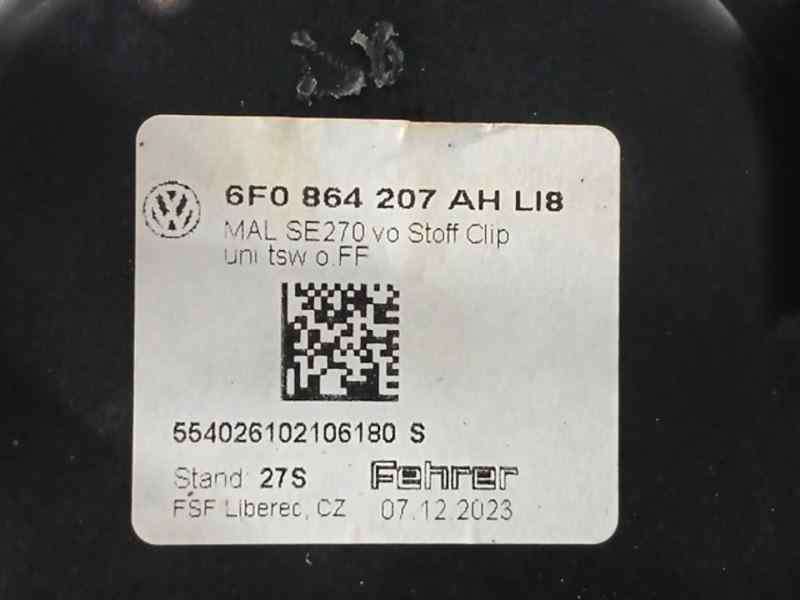 6F0 864 207 AH LI8
MAL SE270 vo Stoff Clip
uni tsw o.FF
554026102106180 S
Stand: 27S Fehrer
FSF Liberec, CZ 07.12.2023